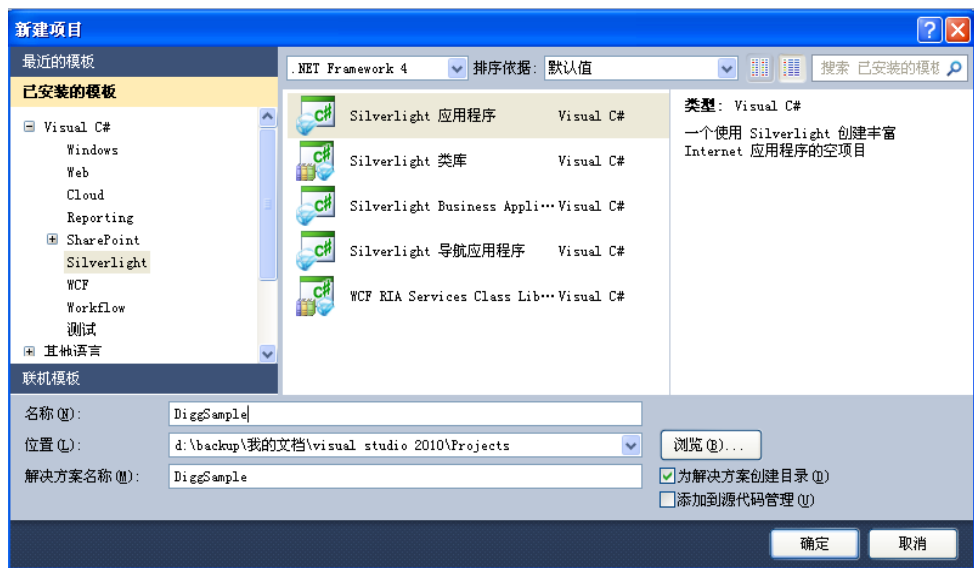 新建项目
最近的模板
.NET Framework 4
排序依据: 默认值
搜索 已安装的模板
已安装的模板
Visual C#
Windows
Web
Cloud
Reporting
SharePoint
Silverlight
WCF
Workflow
测试
其他语言
联机模板
Silverlight 应用程序 Visual C#
Silverlight 类库 Visual C#
Silverlight Business Appli… Visual C#
Silverlight 导航应用程序 Visual C#
WCF RIA Services Class Lib… Visual C#
类型: Visual C#
一个使用 Silverlight 创建丰富
Internet 应用程序的空项目
名称(N): DiggSample
位置(L): d:\backup\我的文档\visual studio 2010\Projects
浏览(B)...
解决方案名称(M): DiggSample
为解决方案创建目录(D)
添加到源代码管理(U)
确定
取消